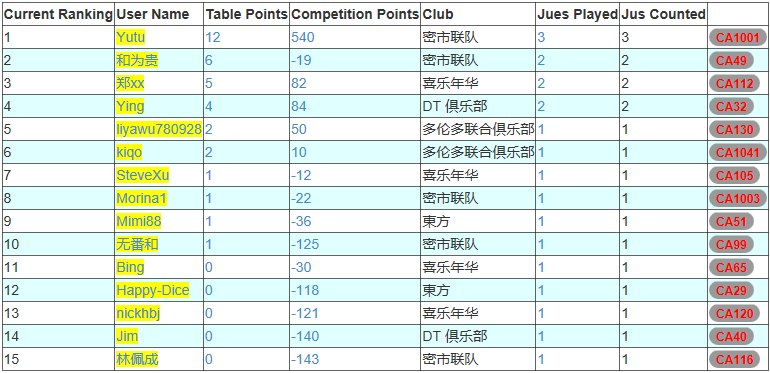 Current Ranking User Name Table Points Competition Points Club Jues Played Jus Counted
1 Yutu 12 540 密市联队 3 3 CA1001
2 和为贵 6 -19 密市联队 2 2 CA49
3 郑xx 5 82 喜乐年华 2 2 CA112
4 Ying 4 84 DT 俱乐部 2 2 CA32
5 liyawu780928 2 50 多伦多联合俱乐部 1 1 CA130
6 kiqo 2 10 多伦多联合俱乐部 1 1 CA1041
7 SteveXu 1 -12 喜乐年华 1 1 CA105
8 Morina1 1 -22 密市联队 1 1 CA1003
9 Mimi88 1 -36 東方 1 1 CA51
10 无番和 1 -125 密市联队 1 1 CA99
11 Bing 0 -30 喜乐年华 1 1 CA65
12 Happy-Dice 0 -118 東方 1 1 CA29
13 nickhbj 0 -121 喜乐年华 1 1 CA120
14 Jim 0 -140 DT 俱乐部 1 1 CA40
15 林佩成 0 -143 密市联队 1 1 CA116